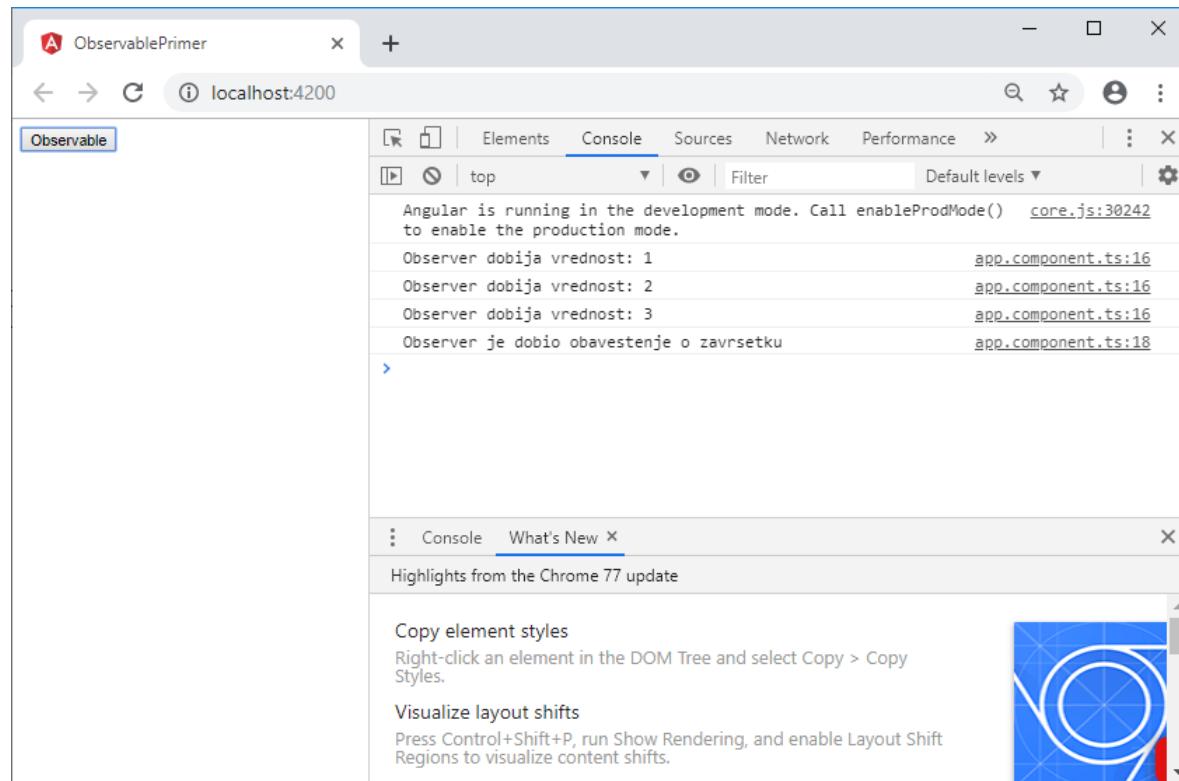 ObservablePrimer
localhost:4200
Observable
Elements Console Sources Network Performance
top Filter Default levels
Angular is running in the development mode. Call enableProdMode() core.js:30242
to enable the production mode.
Observer dobija vrednost: 1 app.component.ts:16
Observer dobija vrednost: 2 app.component.ts:16
Observer dobija vrednost: 3 app.component.ts:16
Observer je dobio obavestenje o zavrsetku app.component.ts:18
Console What's New
Highlights from the Chrome 77 update
Copy element styles
Right-click an element in the DOM Tree and select Copy > Copy
Styles.
Visualize layout shifts
Press Control+Shift+P, run Show Rendering, and enable Layout Shift
Regions to visualize content shifts.